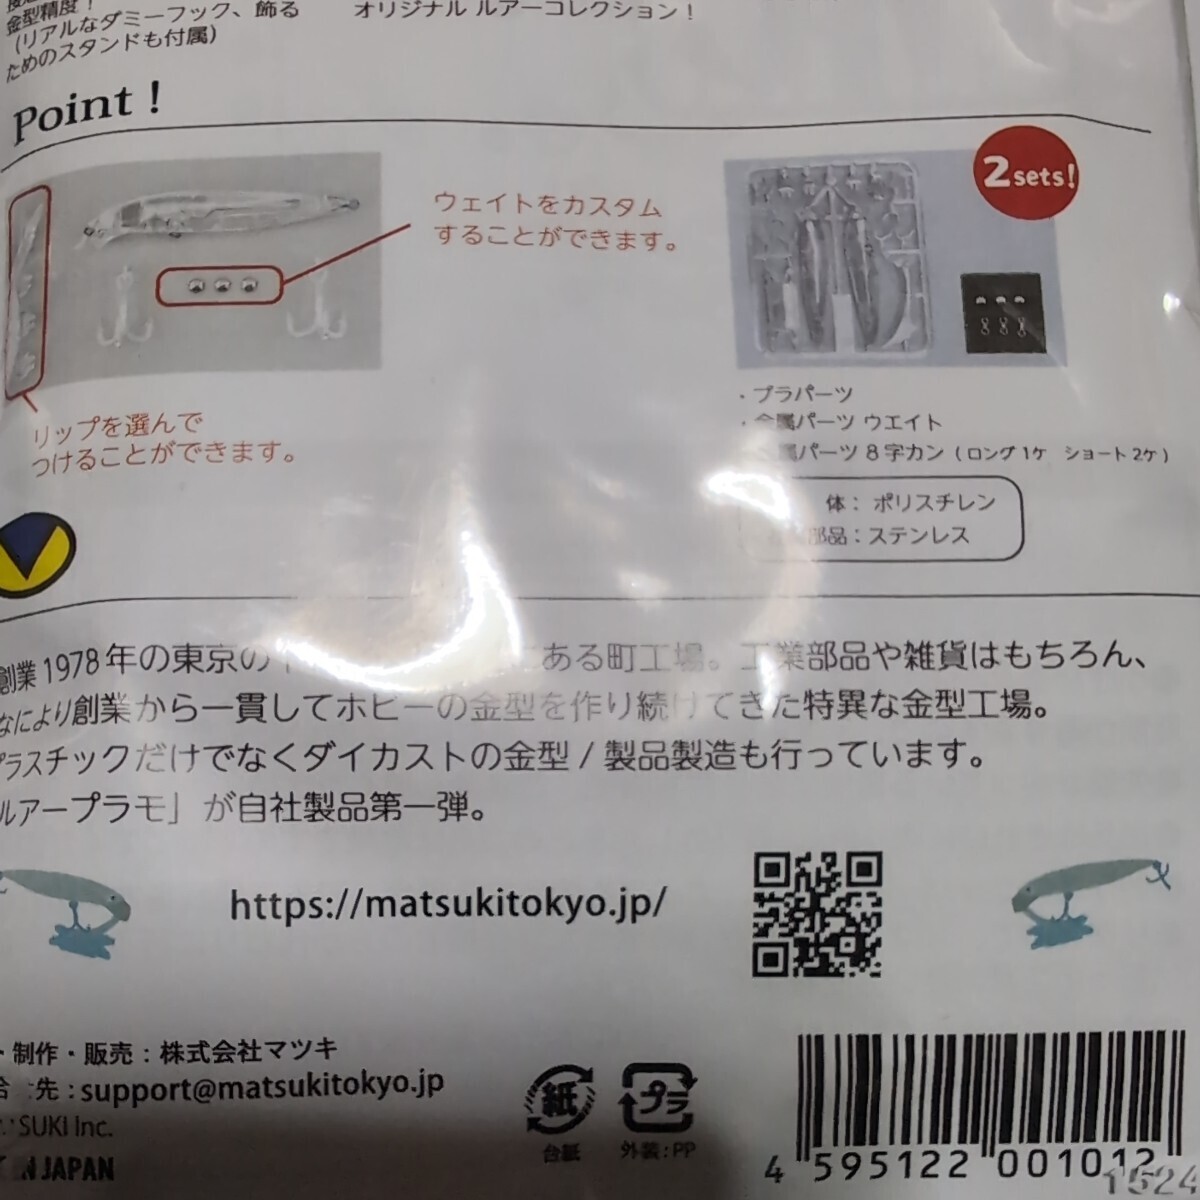 金型精度!
(リアルなダミーフック、飾る
ためのスタンドも付属)
オリジナル ルアーコレクション!
Point!
2sets!
ウェイトをカスタム
することができます。
リップを選んで
つけることができます。
・プラパーツ
属パーツ ウエイト
属パーツ 8字カン (ロング1ケ ショート2ケ)
体: ポリスチレン
部品:ステンレス
創業1978年の東京の にある町工場。工業部品や雑貨はもちろん、
なにより創業から一貫してホビーの金型を作り続けてきた特異な金型工場。
プラスチックだけでなくダイカストの金型/製品製造も行っています。
ルアープラモ」が自社製品第一弾。
https://matsukitokyo.jp/
・制作・販売:株式会社マツキ
先:support@matsukitokyo.jp
SUKI Inc.
IN JAPAN
紙
台紙
プラ
外装:PP
4 595122 001012
1524